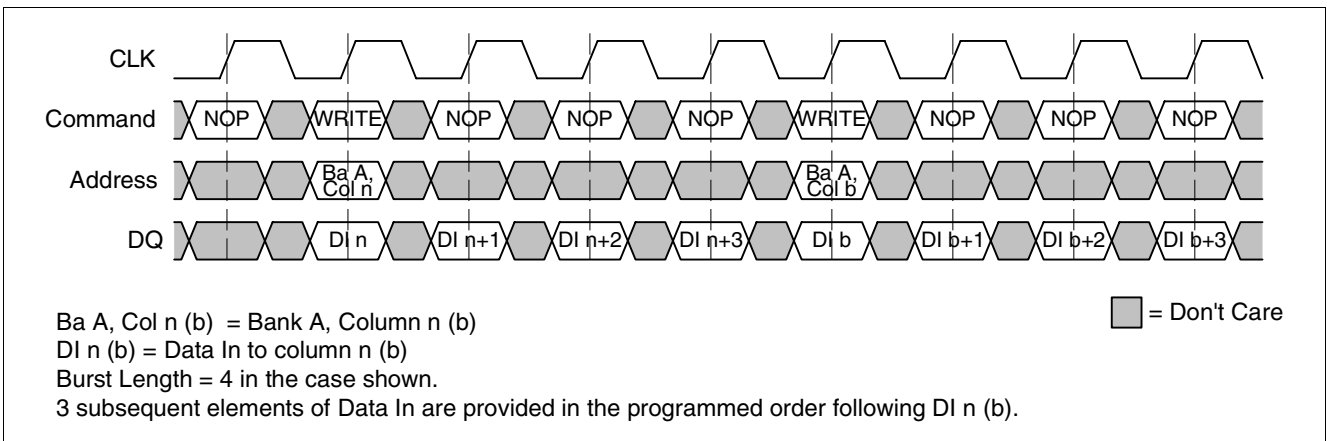 CLK
Command NOP WRITE NOP NOP NOP WRITE NOP NOP NOP
Address Ba A, Col n Ba A, Col b
DQ DI n DI n+1 DI n+2 DI n+3 DI b DI b+1 DI b+2 DI b+3
Ba A, Col n (b) = Bank A, Column n (b)
= Don't Care
DI n (b) = Data In to column n (b)
Burst Length = 4 in the case shown.
3 subsequent elements of Data In are provided in the programmed order following DI n (b).